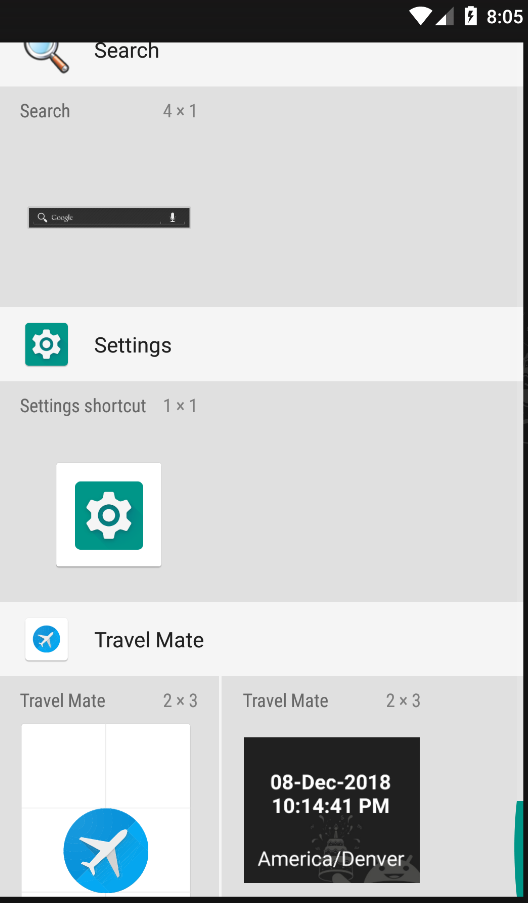 8:05
Search
Search 4 × 1
Google
Settings
Settings shortcut 1 × 1
Travel Mate
Travel Mate 2 × 3 Travel Mate 2 × 3
08-Dec-2018
10:14:41 PM
America/Denver